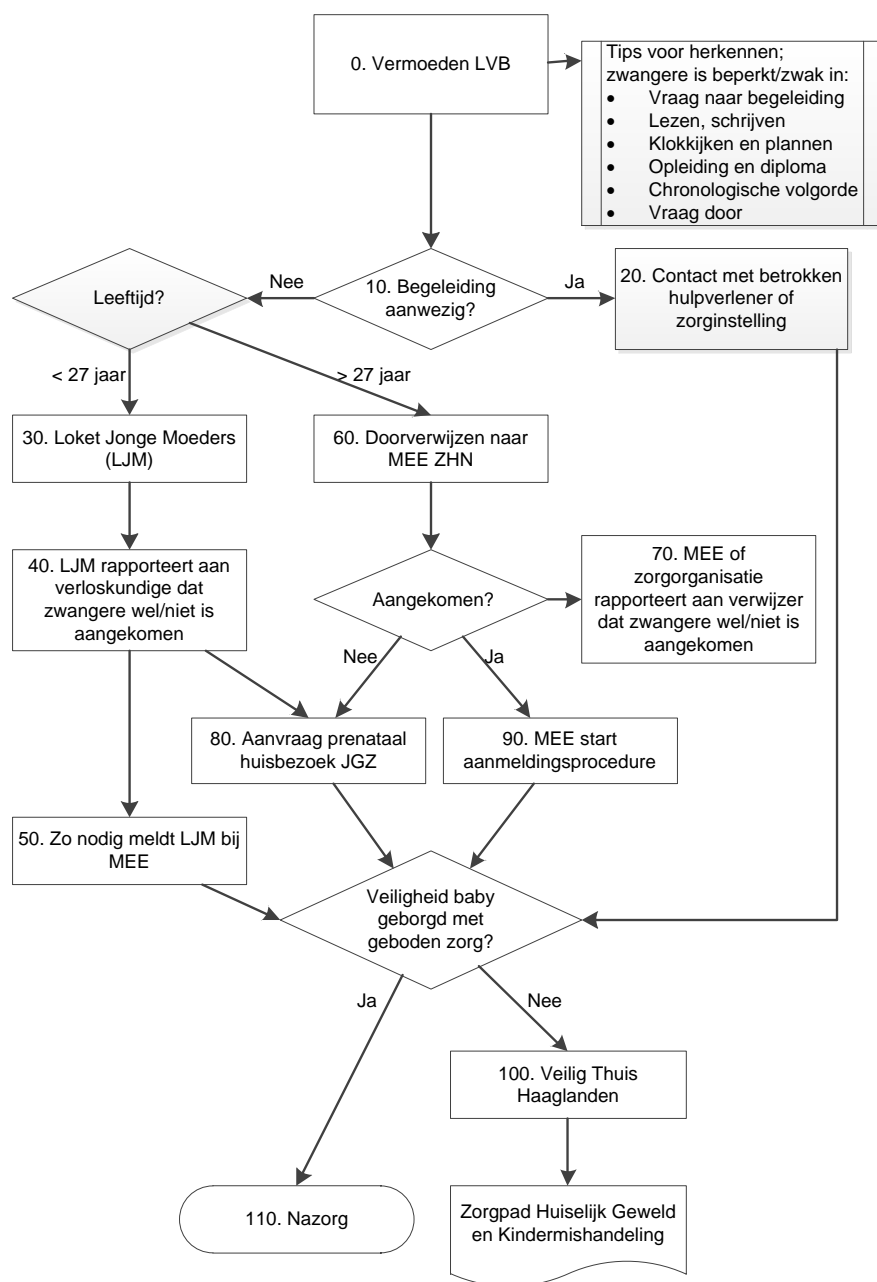 0. Vermoeden LVB
Tips voor herkennen;
zwangere is beperkt/zwak in:
• Vraag naar begeleiding
• Lezen, schrijven
• Klokkijken en plannen
• Opleiding en diploma
• Chronologische volgorde
• Vraag door
Leeftijd?
Nee
10. Begeleiding
aanwezig?
Ja
20. Contact met betrokken
hulpverlener of
zorginstelling
< 27 jaar
> 27 jaar
30. Loket Jonge Moeders
(LJM)
60. Doorverwijzen naar
MEE ZHN
40. LJM rapporteert aan
verloskundige dat
zwangere wel/niet is
aangekomen
Aangekomen?
70. MEE of
zorgorganisatie
rapporteert aan verwijzer
dat zwangere wel/niet is
aangekomen
Nee
Ja
80. Aanvraag prenataal
huisbezoek JGZ
90. MEE start
aanmeldingsprocedure
50. Zo nodig meldt LJM bij
MEE
Veiligheid baby
geborgd met
geboden zorg?
Ja
Nee
100. Veilig Thuis
Haaglanden
110. Nazorg
Zorgpad Huiselijk Geweld
en Kindermishandeling